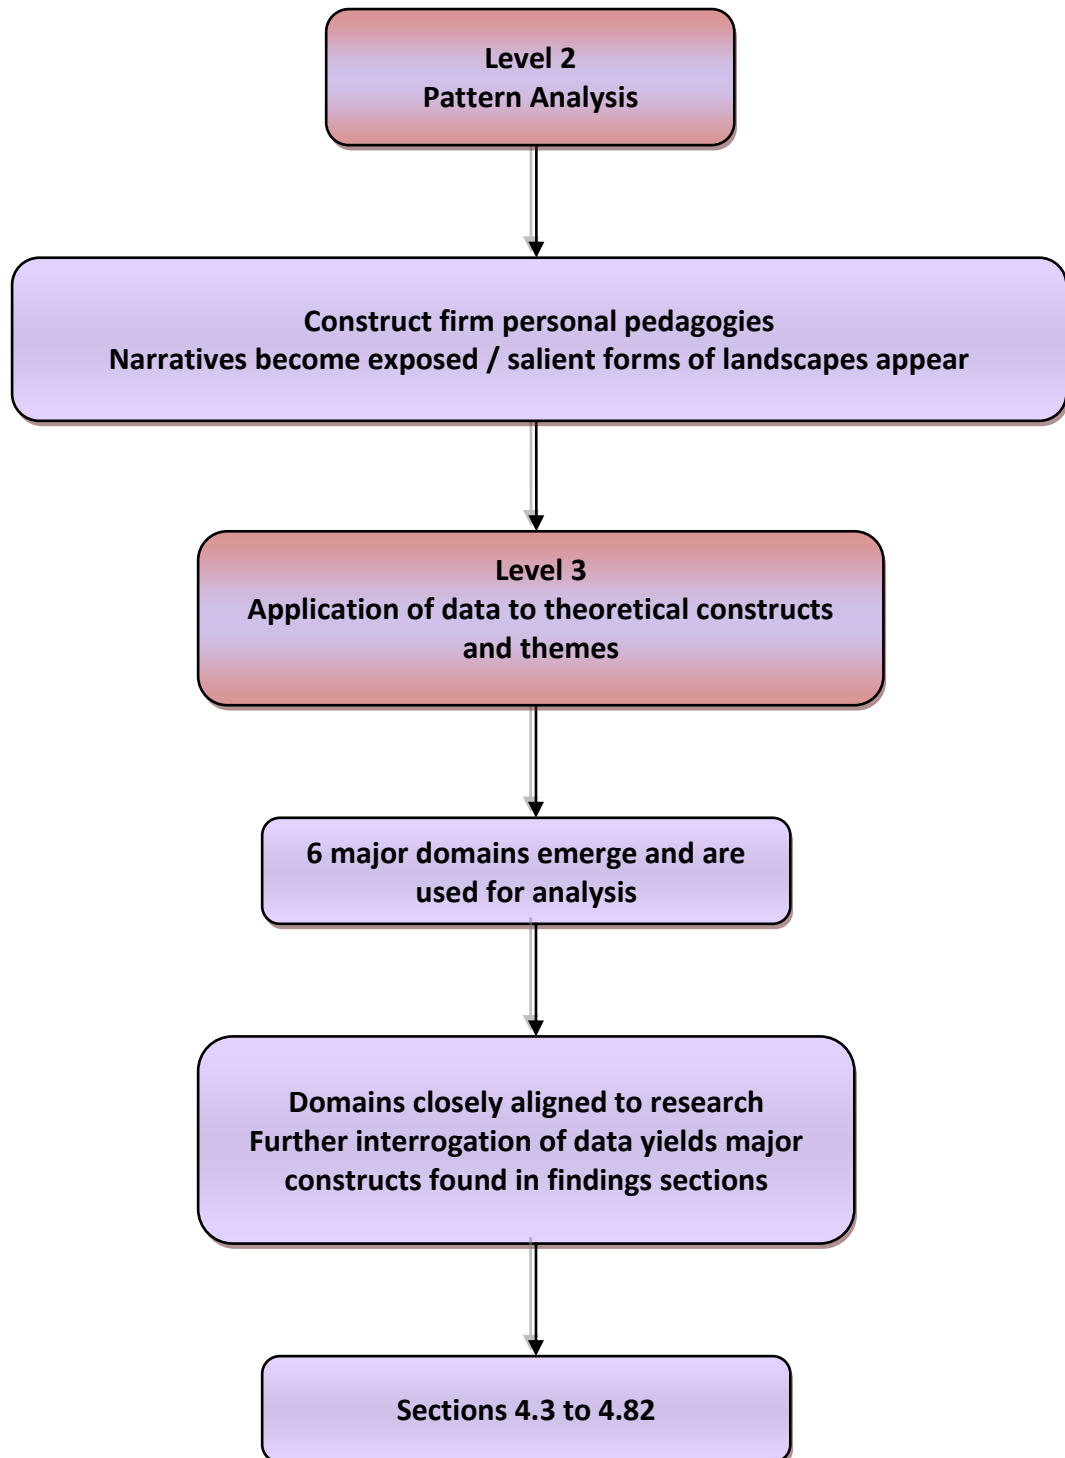 Level 2
Pattern Analysis
Construct firm personal pedagogies
Narratives become exposed / salient forms of landscapes appear
Level 3
Application of data to theoretical constructs
and themes
6 major domains emerge and are
used for analysis
Domains closely aligned to research
Further interrogation of data yields major
constructs found in findings sections
Sections 4.3 to 4.82